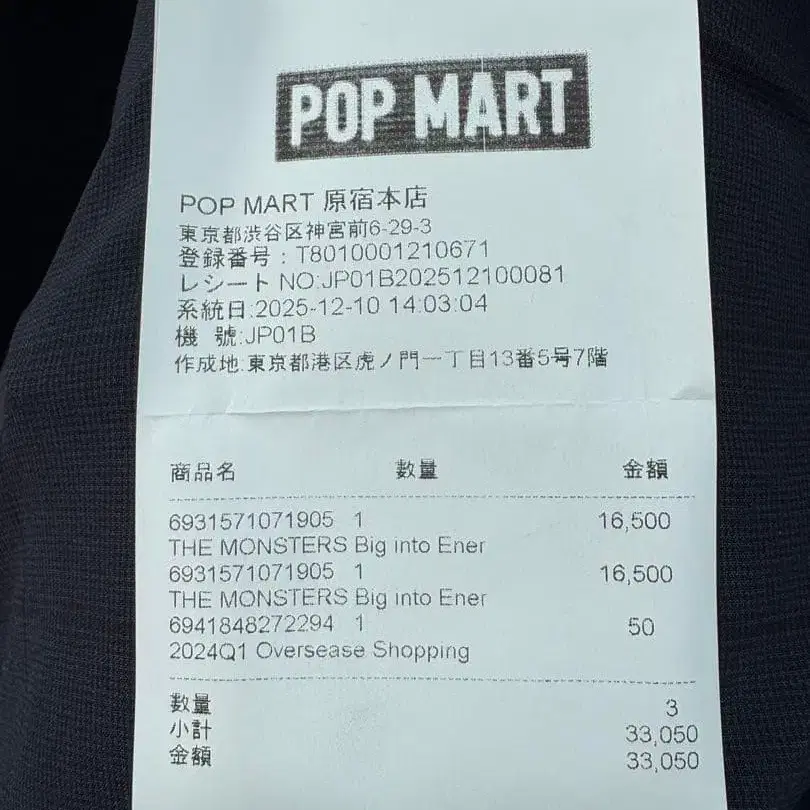 POP MART
POP MART 原宿本店
東京都渋谷区神宮前6-29-3
登録番号：T8010001210671
レシート NO:JP01B202512100081
系統日:2025-12-10 14:03:04
機 號:JP01B
作成地:東京都港区虎ノ門一丁目13番5号7階
商品名 数量 金額
6931571071905 1 16,500
THE MONSTERS Big into Ener
6931571071905 1 16,500
THE MONSTERS Big into Ener
6941848272294 1 50
2024Q1 Oversease Shopping
数量 3
小計 33,050
金額 33,050